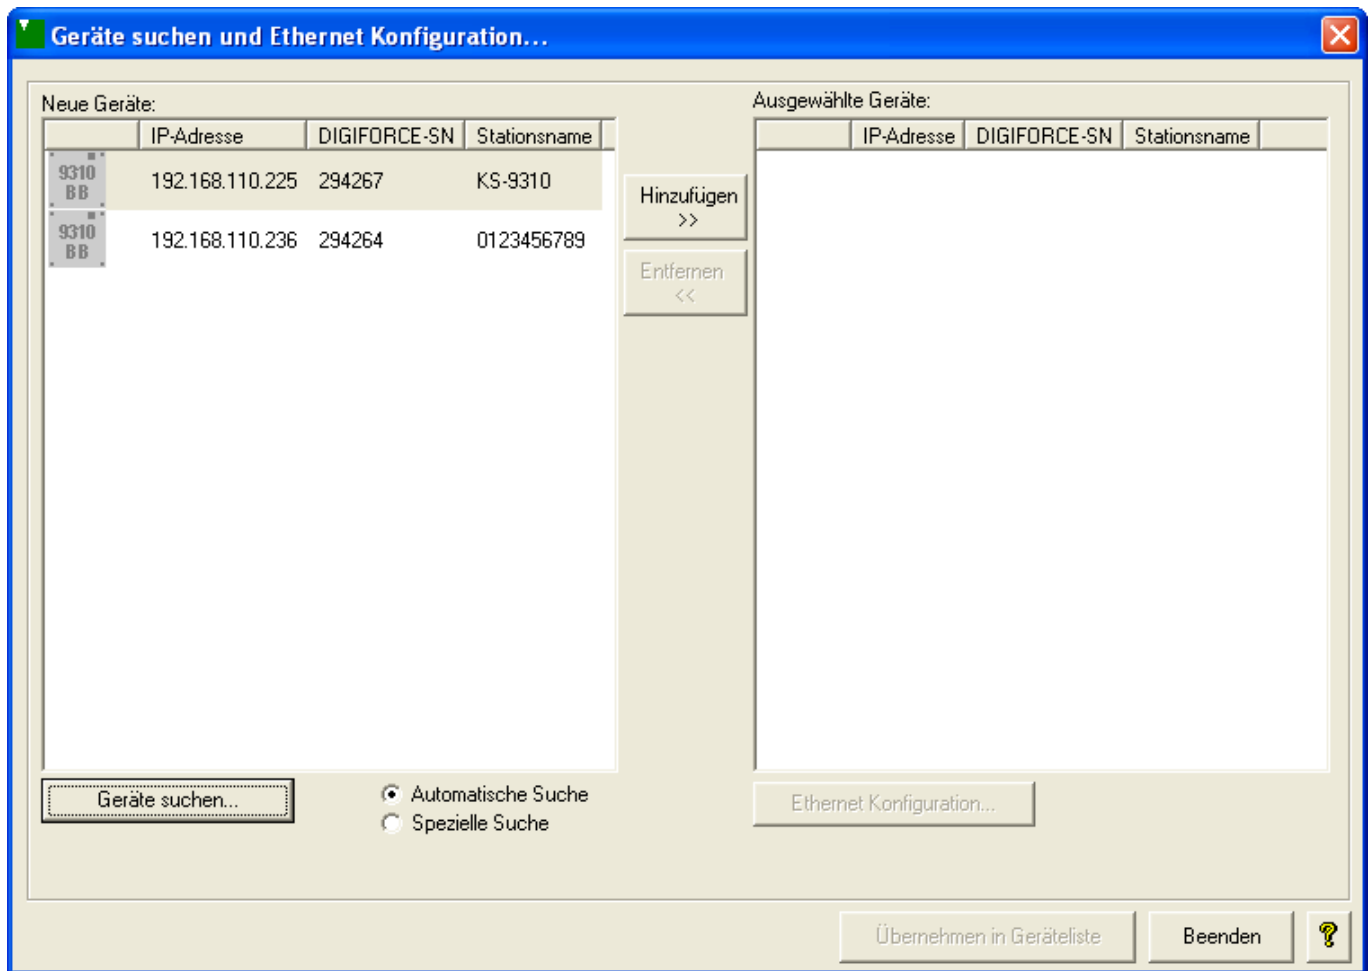 Geräte suchen und Ethernet Konfiguration...
Neue Geräte:
IP-Adresse DIGIFORCE-SN Stationsname
9310 BB 192.168.110.225 294267 KS-9310
9310 BB 192.168.110.236 294264 0123456789
Hinzufügen
>>
Entfernen
<<
Ausgewählte Geräte:
IP-Adresse DIGIFORCE-SN Stationsname
Geräte suchen...
Automatische Suche
Spezielle Suche
Ethernet Konfiguration...
Übernehmen in Geräteliste Beenden ?